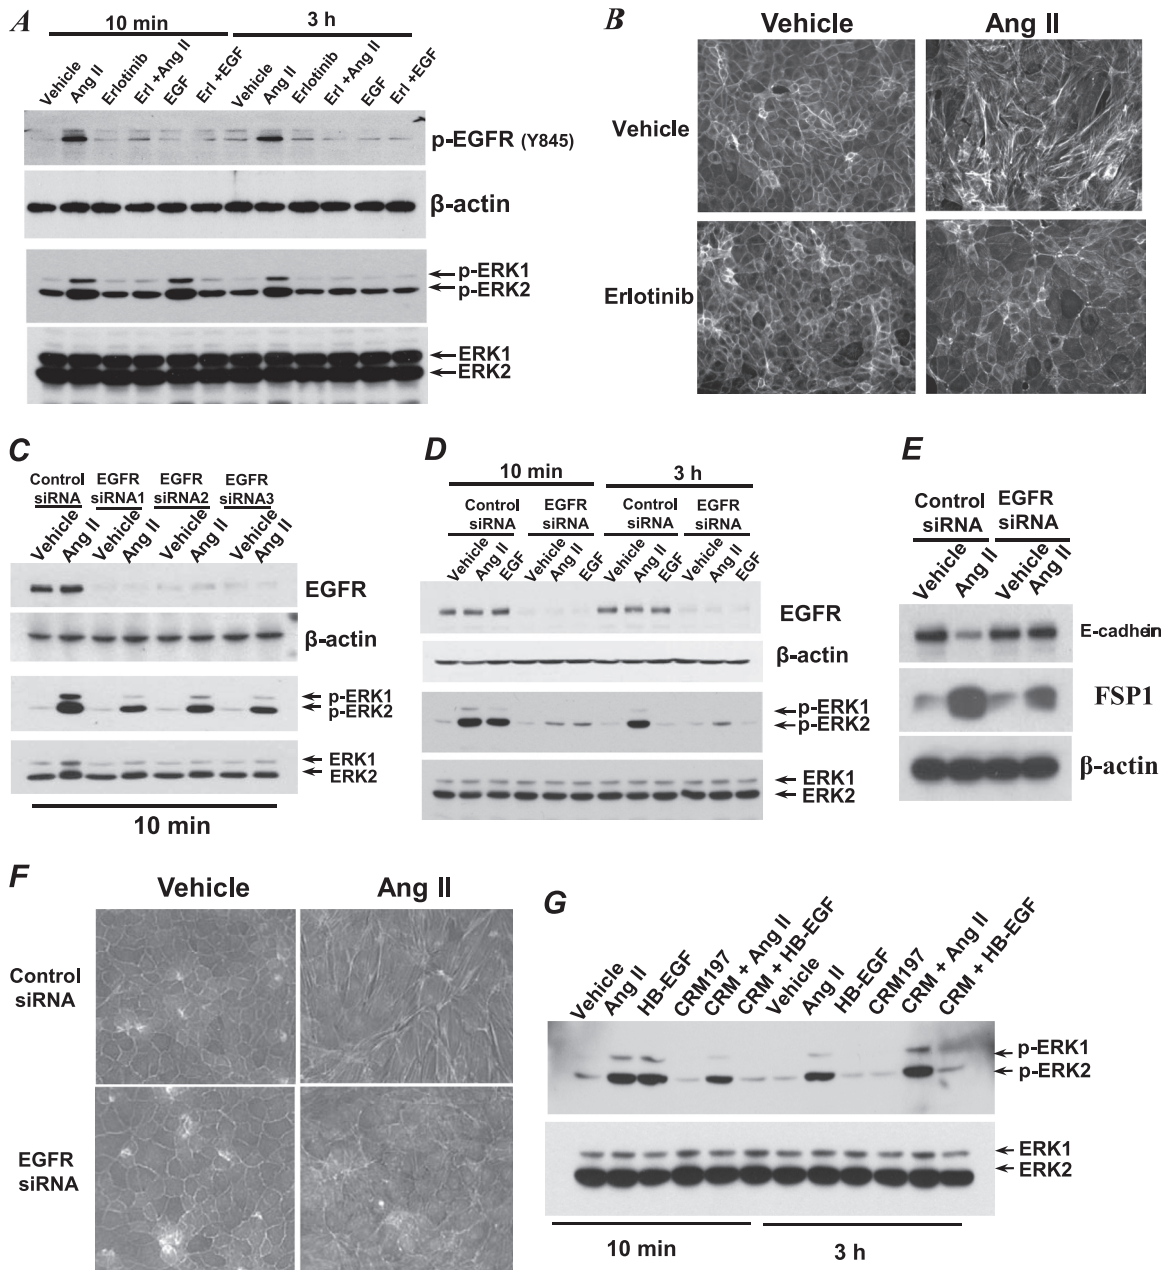 A
10 min
3 h
Vehicle
Ang II
Erlotinib
Erl +Ang II
EGF
Erl +EGF
Vehicle
Ang II
Erlotinib
Erl +Ang II
EGF
Erl +EGF
p-EGFR (Y845)
β-actin
p-ERK1
p-ERK2
ERK1
ERK2
B
Vehicle
Ang II
Vehicle
Erlotinib
C
Control siRNA
EGFR siRNA1
EGFR siRNA2
EGFR siRNA3
Vehicle
Ang II
Vehicle
Ang II
Vehicle
Ang II
Vehicle
Ang II
EGFR
β-actin
p-ERK1
p-ERK2
ERK1
ERK2
10 min
D
10 min
3 h
Control siRNA
EGFR siRNA
Control siRNA
EGFR siRNA
Vehicle
Ang II
EGF
Vehicle
Ang II
EGF
Vehicle
Ang II
EGF
Vehicle
Ang II
EGF
EGFR
β-actin
p-ERK1
p-ERK2
ERK1
ERK2
E
Control siRNA
EGFR siRNA
Vehicle
Ang II
Vehicle
Ang II
E-cadhein
FSP1
β-actin
F
Vehicle
Ang II
Control
siRNA
EGFR
siRNA
G
Vehicle
Ang II
HB-EGF
CRM197
CRM + Ang II
CRM + HB-EGF
Vehicle
Ang II
HB-EGF
CRM197
CRM + Ang II
CRM + HB-EGF
p-ERK1
p-ERK2
ERK1
ERK2
10 min
3 h